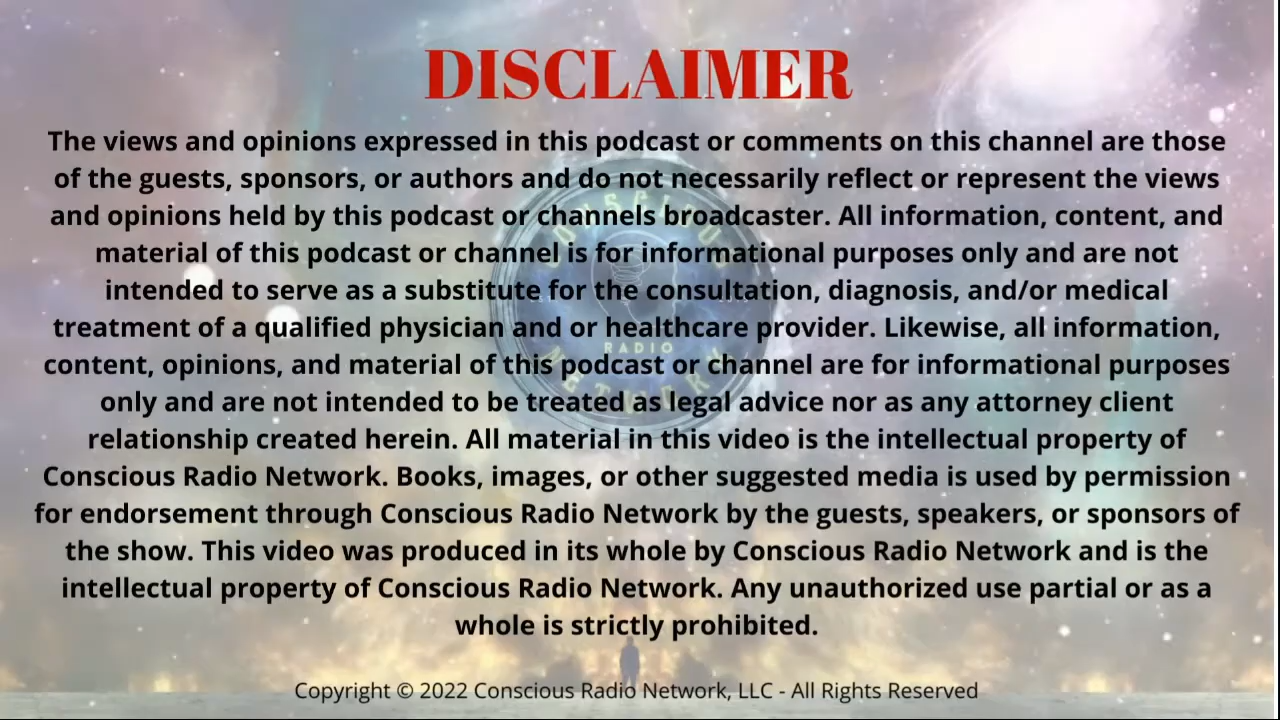 DISCLAIMER
The views and opinions expressed in this podcast or comments on this channel are those
of the guests, sponsors, or authors and do not necessarily reflect or represent the views
and opinions held by this podcast or channels broadcaster. All information, content, and
material of this podcast or channel is for informational purposes only and are not
intended to serve as a substitute for the consultation, diagnosis, and/or medical
treatment of a qualified physician and or healthcare provider. Likewise, all information,
RADIO
content, opinions, and material of this podcast or channel are for informational purposes
only and are not intended to be treated as legal advice nor as any attorney client
relationship created herein. All material in this video is the intellectual property of
Conscious Radio Network. Books, images, or other suggested media is used by permission
for endorsement through Conscious Radio Network by the guests, speakers, or sponsors of
the show. This video was produced in its whole by Conscious Radio Network and is the
intellectual property of Conscious Radio Network. Any unauthorized use partial or as a
whole is strictly prohibited.
Copyright © 2022 Conscious Radio Network, LLC - All Rights Reserved